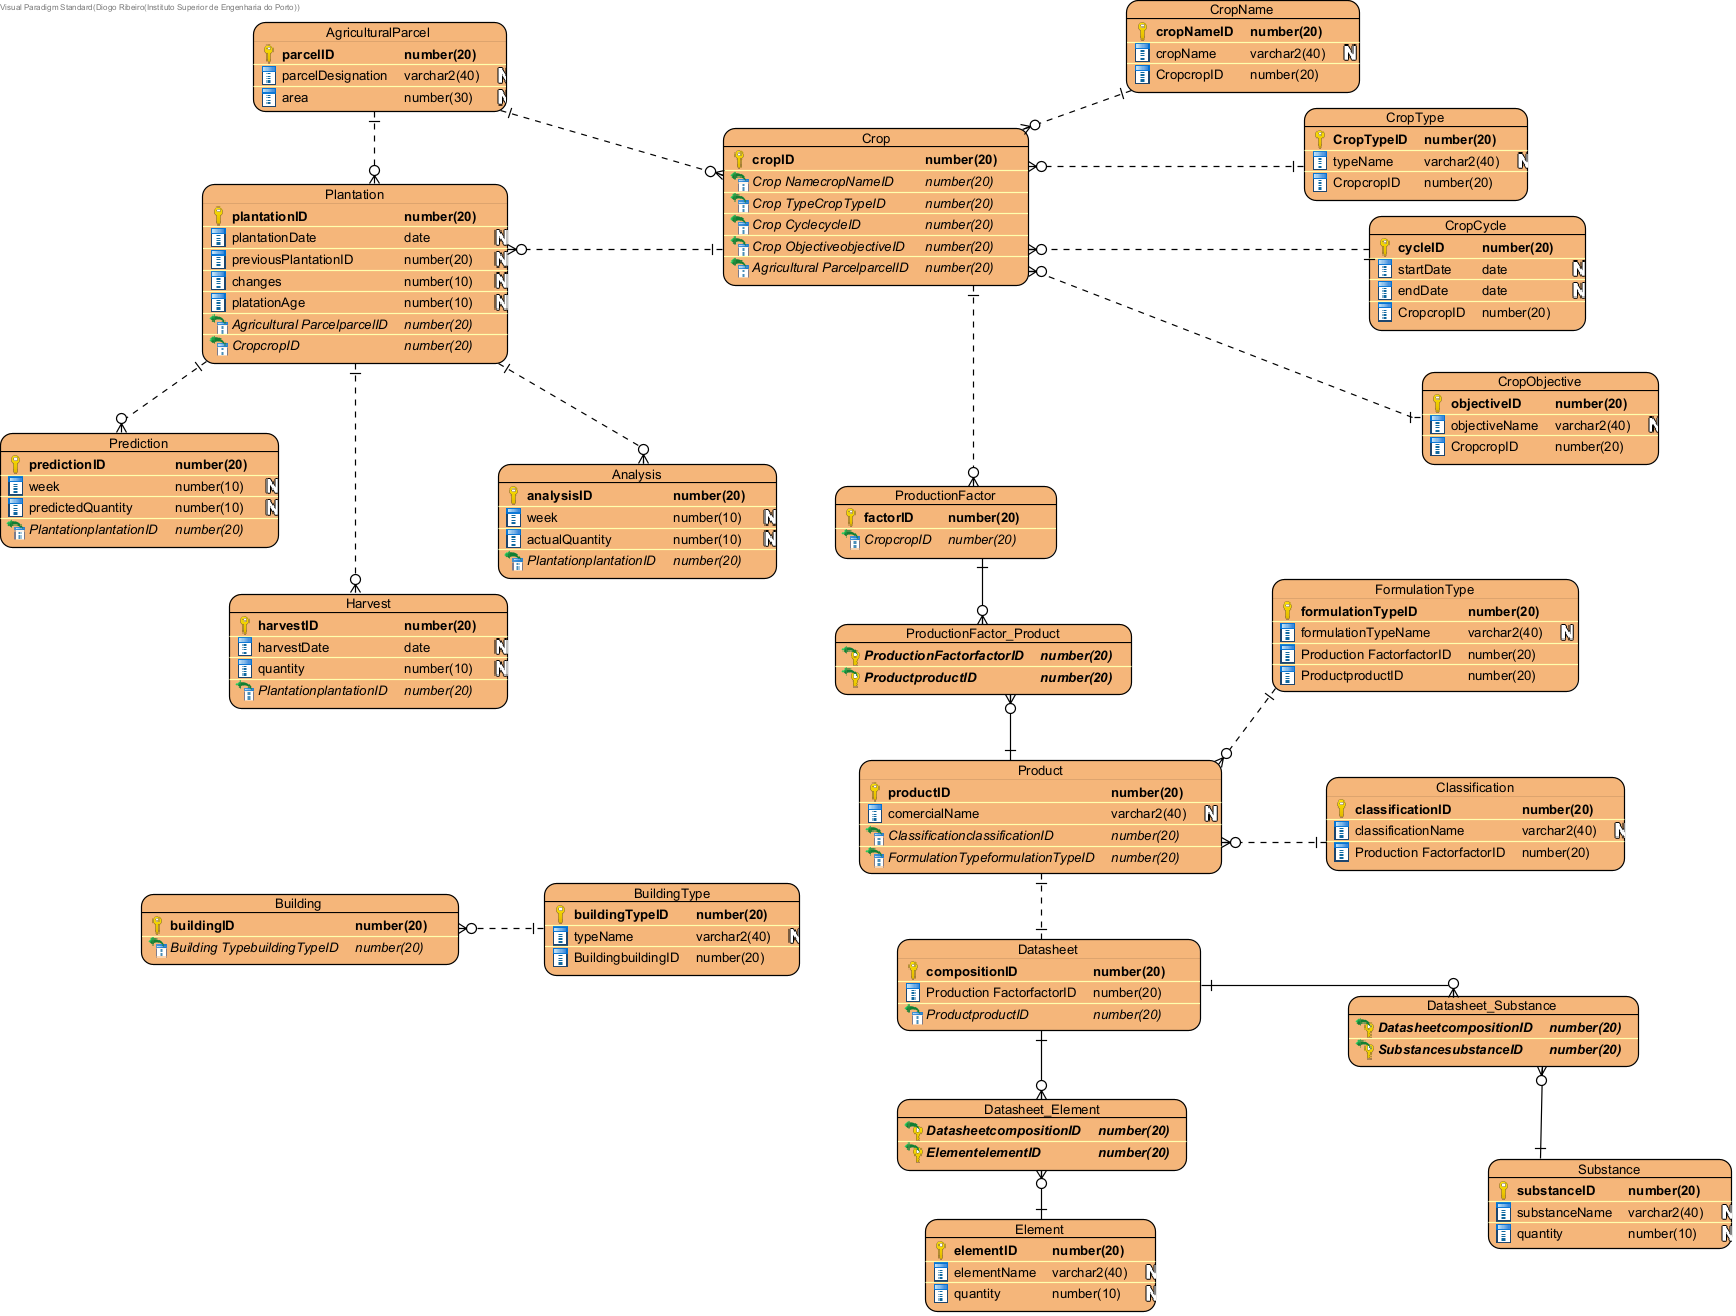 Visual Paradigm Standard(Diogo Ribeiro(Instituto Superior de Engenharia do Porto))
AgriculturalParcel
parcelID number(20)
parcelDesignation varchar2(40) N
area number(30) N
CropName
cropNameID number(20)
cropName varchar2(40) N
CropcropID number(20)
CropType
CropTypeID number(20)
typeName varchar2(40) N
CropcropID number(20)
Crop
cropID number(20)
Crop NamecropNameID number(20)
Crop TypeCropTypeID number(20)
Crop CyclecycleID number(20)
Crop ObjectiveobjectiveID number(20)
Agricultural ParcelparcelID number(20)
Plantation
plantationID number(20)
plantationDate date N
previousPlantationID number(20) N
changes number(10) N
platationAge number(10) N
Agricultural ParcelparcelID number(20)
CropcropID number(20)
CropCycle
cycleID number(20)
startDate date N
endDate date N
CropcropID number(20)
CropObjective
objectiveID number(20)
objectiveName varchar2(40) N
CropcropID number(20)
Prediction
predictionID number(20)
week number(10) N
predictedQuantity number(10) N
PlantationplantationID number(20)
Analysis
analysisID number(20)
week number(10) N
actualQuantity number(10) N
PlantationplantationID number(20)
ProductionFactor
factorID number(20)
CropcropID number(20)
Harvest
harvestID number(20)
harvestDate date N
quantity number(10) N
PlantationplantationID number(20)
FormulationType
formulationTypeID number(20)
formulationTypeName varchar2(40) N
Production FactorfactorID number(20)
ProductproductID number(20)
ProductionFactor_Product
ProductionFactorfactorID number(20)
ProductproductID number(20)
Product
productID number(20)
comercialName varchar2(40) N
ClassificationclassificationID number(20)
FormulationTypeformulationTypeID number(20)
Classification
classificationID number(20)
classificationName varchar2(40) N
Production FactorfactorID number(20)
Building
buildingID number(20)
Building TypebuildingTypeID number(20)
BuildingType
buildingTypeID number(20)
typeName varchar2(40) N
BuildingbuildingID number(20)
Datasheet
compositionID number(20)
Production FactorfactorID number(20)
ProductproductID number(20)
Datasheet_Substance
DatasheetcompositionID number(20)
SubstancesubstanceID number(20)
Datasheet_Element
DatasheetcompositionID number(20)
ElementelementID number(20)
Substance
substanceID number(20)
substanceName varchar2(40) N
quantity number(10) N
Element
elementID number(20)
elementName varchar2(40) N
quantity number(10) N